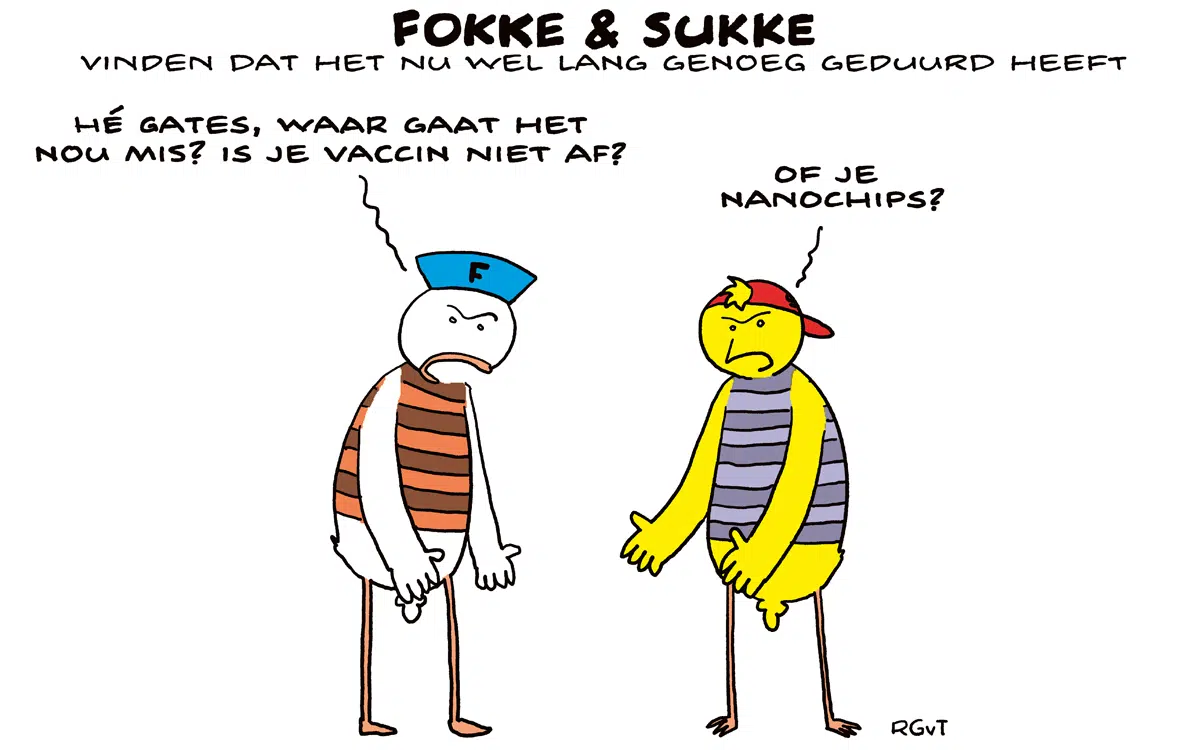 FOKKE & SUKKE
VINDEN DAT HET NU WEL LANG GENOEG GEDUURD HEEFT
HÉ GATES, WAAR GAAT HET
NOU MIS? IS JE VACCIN NIET AF?
OF JE
NANOCHIPS?
F
RGvT